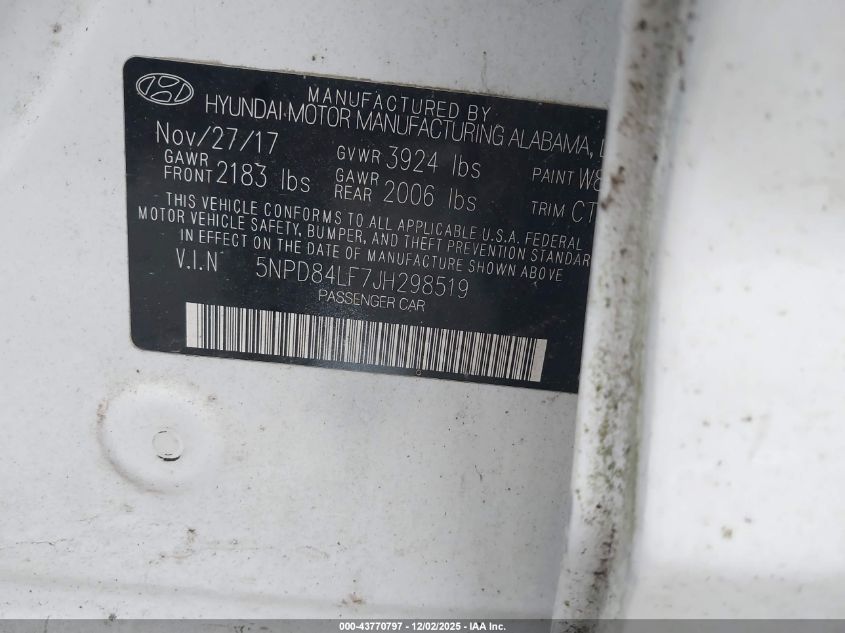 MANUFACTURED BY
HYUNDAI MOTOR MANUFACTURING ALABAMA,
Nov/27/17 GVWR 3924 lbs PAINT W8
GAWR FRONT 2183 lbs GAWR REAR 2006 lbs TRIM CT
THIS VEHICLE CONFORMS TO ALL APPLICABLE U.S.A. FEDERAL
MOTOR VEHICLE SAFETY, BUMPER, AND THEFT PREVENTION STANDAR
IN EFFECT ON THE DATE OF MANUFACTURE SHOWN ABOVE.
V.I.N 5NPD84LF7JH298519
PASSENGER CAR
000-43770797 - 12/02/2025 - IAA Inc.